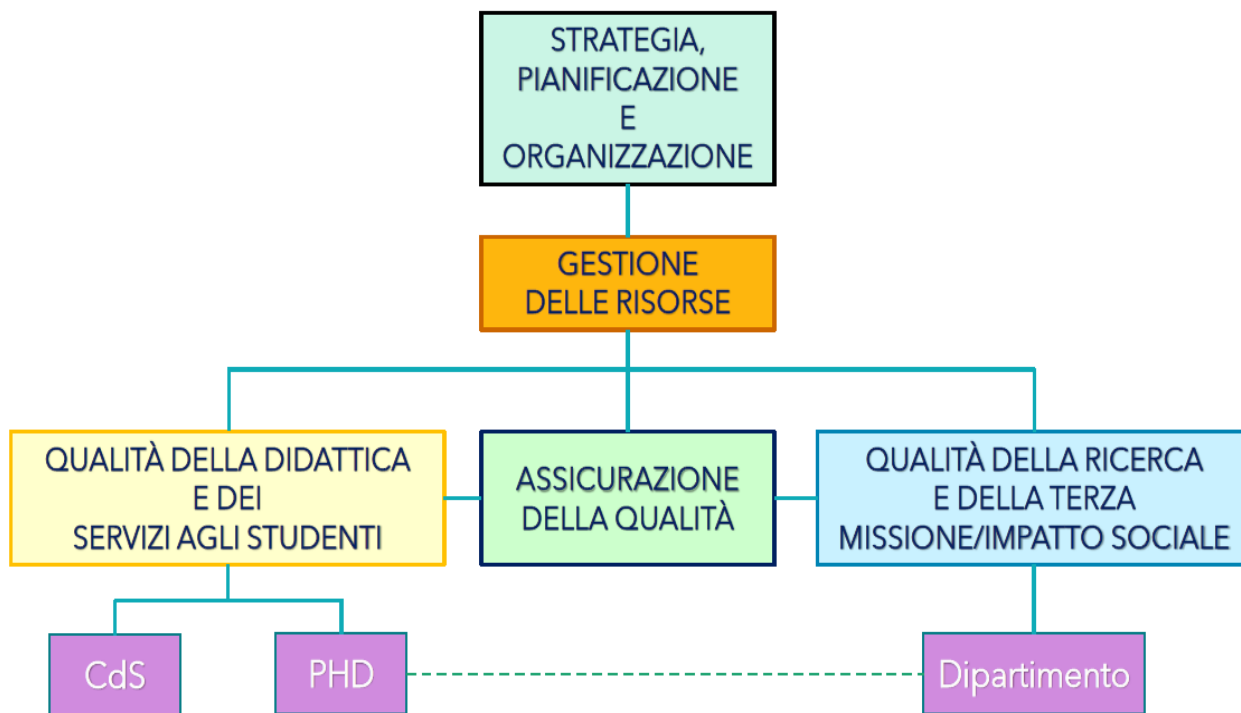 STRATEGIA,
PIANIFICAZIONE
E
ORGANIZZAZIONE
GESTIONE
DELLE RISORSE
QUALITÀ DELLA DIDATTICA
E DEI
SERVIZI AGLI STUDENTI
ASSICURAZIONE
DELLA QUALITÀ
QUALITÀ DELLA RICERCA
E DELLA TERZA
MISSIONE/IMPATTO SOCIALE
CdS
PHD
Dipartimento